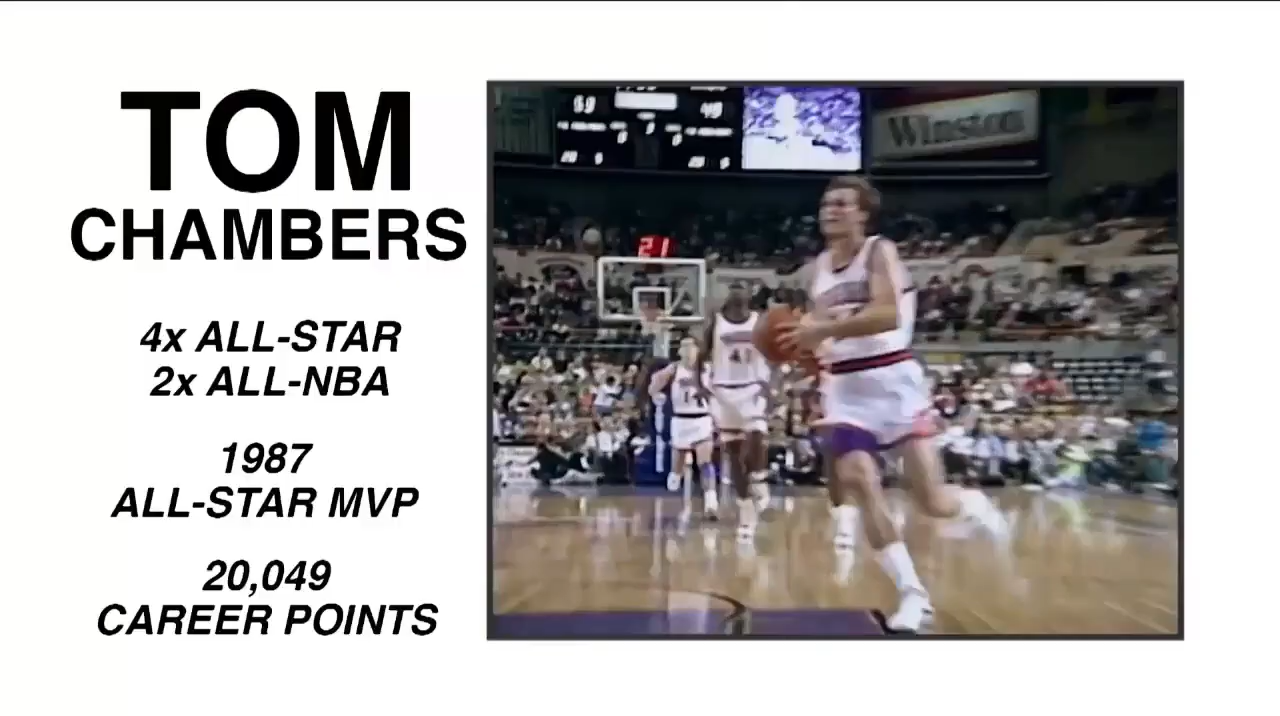 TOM
CHAMBERS
4x ALL-STAR
2x ALL-NBA
1987
ALL-STAR MVP
20,049
CAREER POINTS
Winston
21
41
14